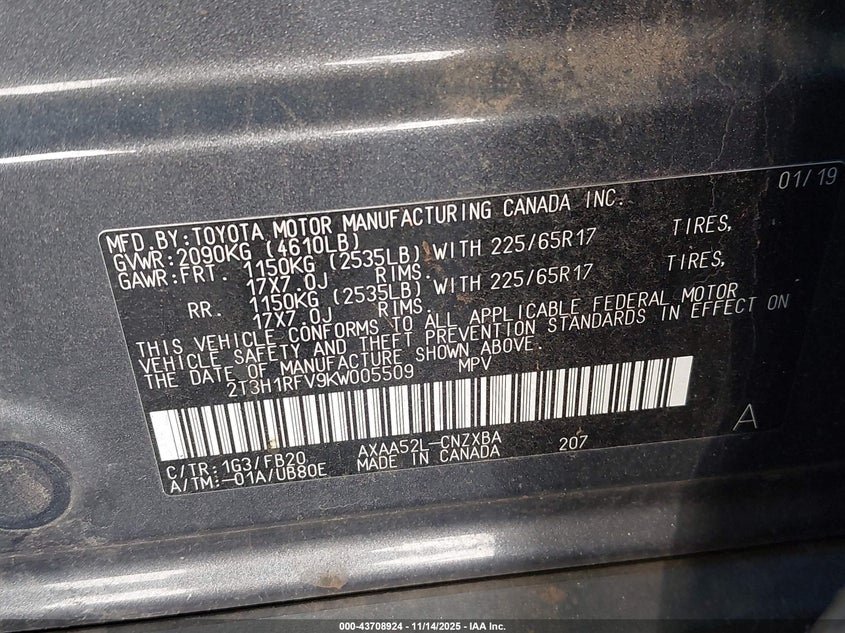 01/19
MFD.BY:TOYOTA MOTOR MANUFACTURING CANADA INC.
GVWR:2090KG (4610LB)
GAWR:FRT. 1150KG (2535LB) WITH 225/65R17 TIRES,
17X7.0J RIMS.
RR. 1150KG (2535LB) WITH 225/65R17 TIRES,
17X7.0J RIMS.
THIS VEHICLE CONFORMS TO ALL APPLICABLE FEDERAL MOTOR
VEHICLE SAFETY AND THEFT PREVENTION STANDARDS IN EFFECT ON
THE DATE OF MANUFACTURE SHOWN ABOVE.
2T3H1RFV9KW005509 MPV
A
C/TR:1G3/FB20 AXAA52L-CNZXBA 207
A/TM:-01A/UB80E MADE IN CANADA
000-43708924 | 11/14/2025 - IAA Inc.